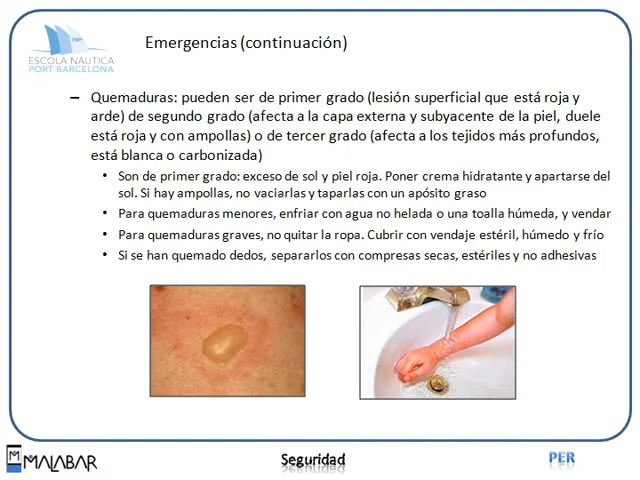 ESCOLA NÀUTICA
PORT BARCELONA
Emergencias (continuación)
– Quemaduras: pueden ser de primer grado (lesión superficial que está roja y
arde) de segundo grado (afecta a la capa externa y subyacente de la piel, duele
está roja y con ampollas) o de tercer grado (afecta a los tejidos más profundos,
está blanca o carbonizada)
• Son de primer grado: exceso de sol y piel roja. Poner crema hidratante y apartarse del
sol. Si hay ampollas, no vaciarlas y taparlas con un apósito graso
• Para quemaduras menores, enfriar con agua no helada o una toalla húmeda, y vendar
• Para quemaduras graves, no quitar la ropa. Cubrir con vendaje estéril, húmedo y frío
• Si se han quemado dedos, separarlos con compresas secas, estériles y no adhesivas
MALABAR
Seguridad
PER